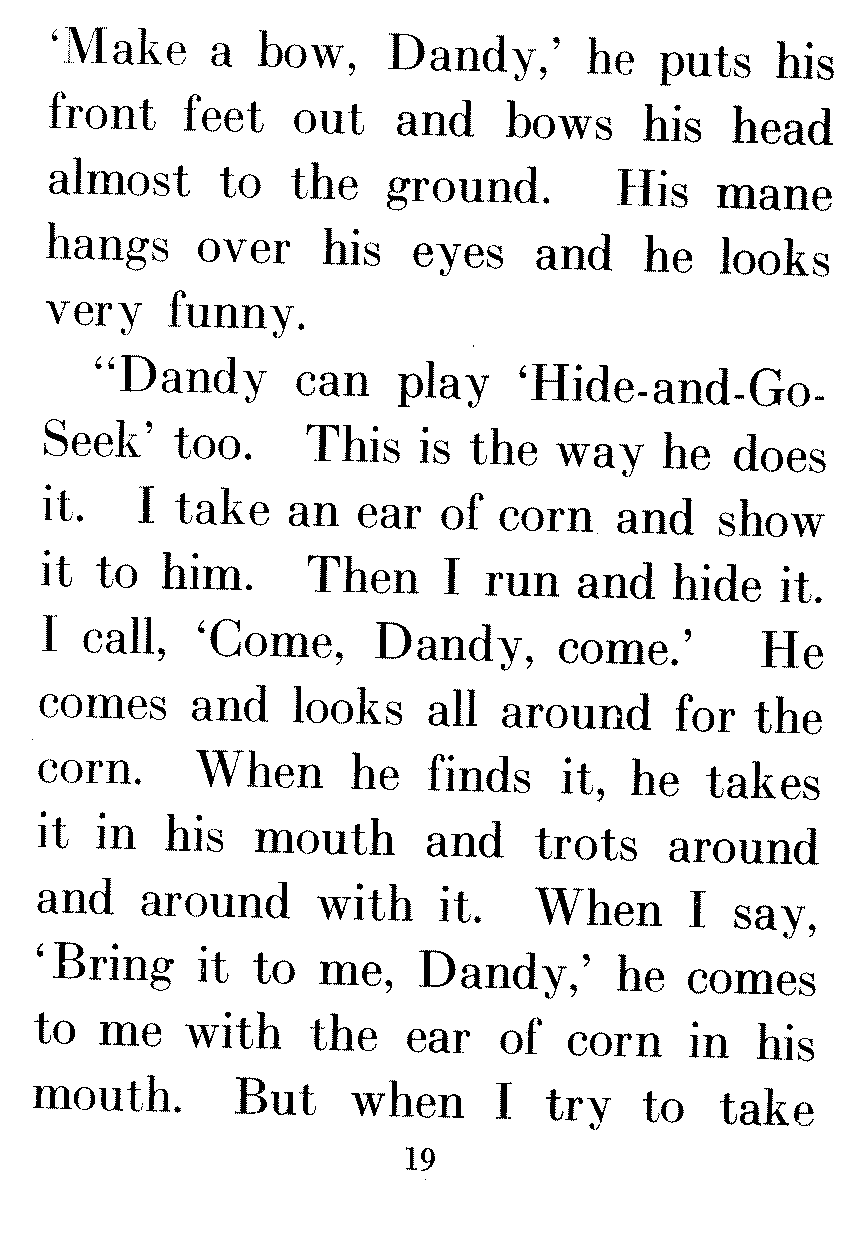 ‘Make a bow, Dandy,’ he puts his
front feet out and bows his head
almost to the ground. His mane
hangs over his eyes and he looks
very funny.
“Dandy can play ‘Hide-and-Go-
Seek’ too. This is the way he does
it. I take an ear of corn and show
it to him. Then I run and hide it.
I call, ‘Come, Dandy, come.’ He
comes and looks all around for the
corn. When he finds it, he takes
it in his mouth and trots around
and around with it. When I say,
‘Bring it to me, Dandy,’ he comes
to me with the ear of corn in his
mouth. But when I try to take
19